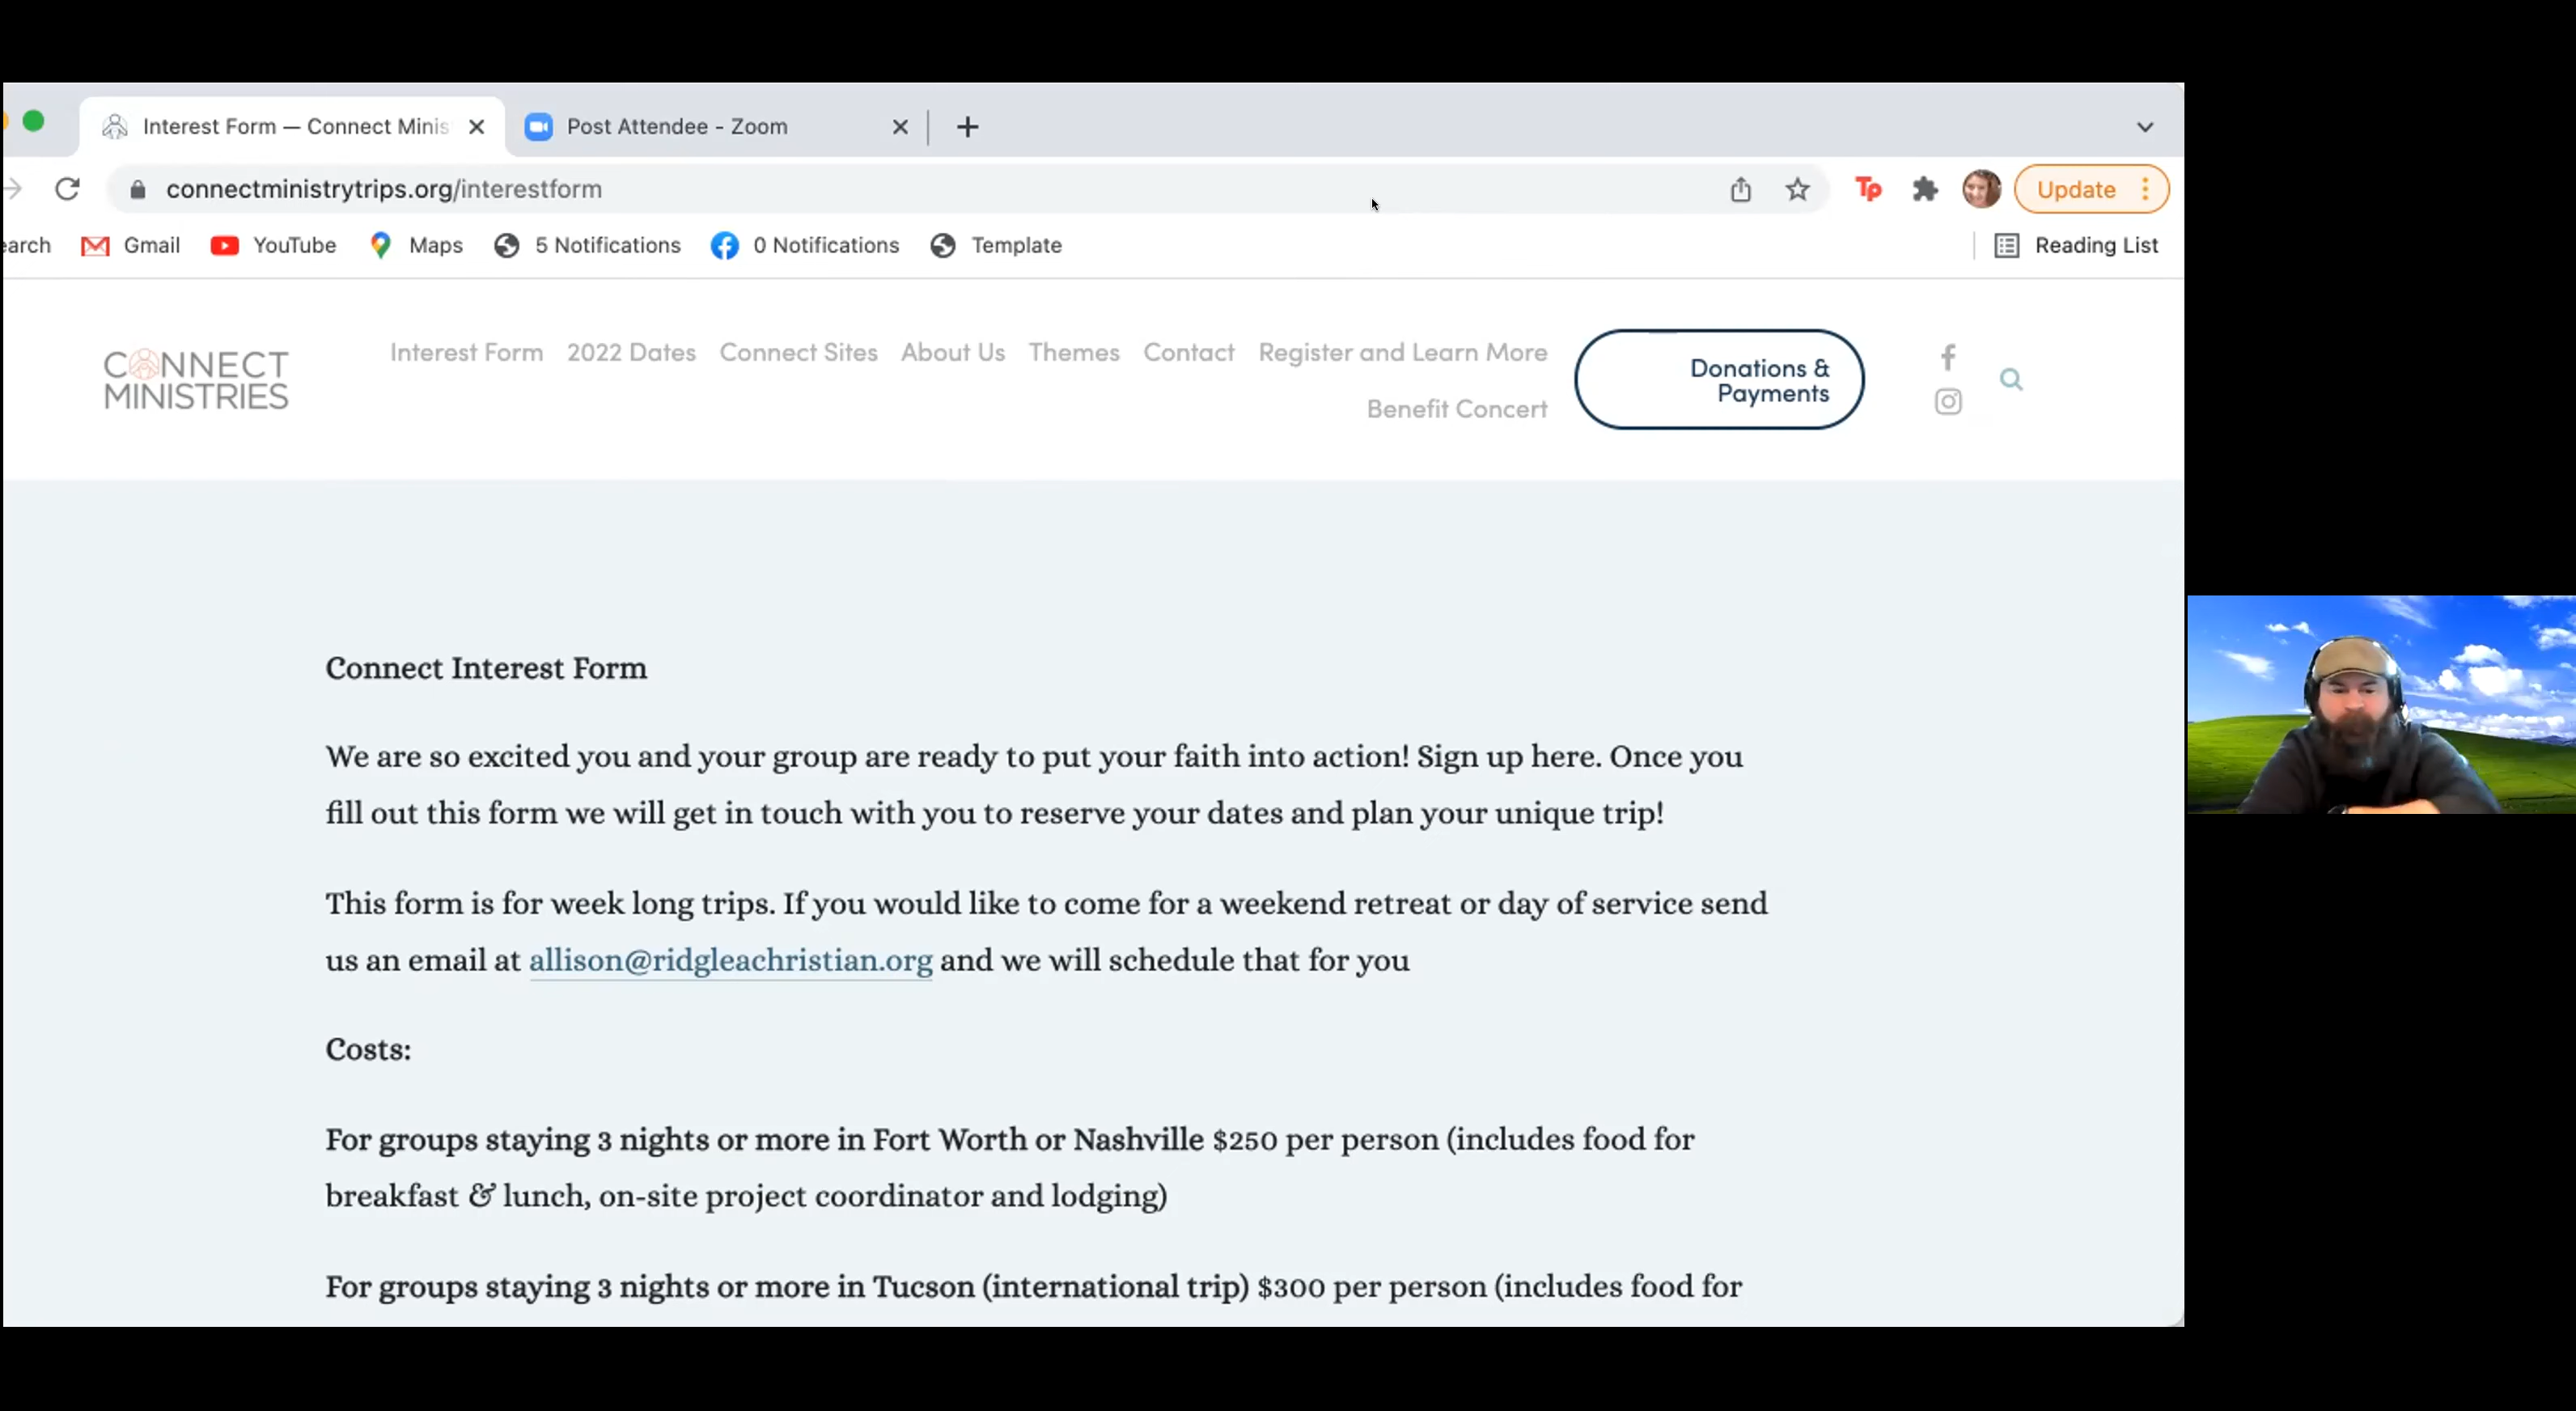 Interest Form — Connect Minis
Post Attendee - Zoom
connectministrytrips.org/interestform
Tp
Update
earch
Gmail
YouTube
Maps
5 Notifications
0 Notifications
Template
Reading List
CONNECT
MINISTRIES
Interest Form
2022 Dates
Connect Sites
About Us
Themes
Contact
Register and Learn More
Benefit Concert
Donations &
Payments
Connect Interest Form
We are so excited you and your group are ready to put your faith into action! Sign up here. Once you
fill out this form we will get in touch with you to reserve your dates and plan your unique trip!
This form is for week long trips. If you would like to come for a weekend retreat or day of service send
us an email at allison@ridgleachristian.org and we will schedule that for you
Costs:
For groups staying 3 nights or more in Fort Worth or Nashville $250 per person (includes food for
breakfast & lunch, on-site project coordinator and lodging)
For groups staying 3 nights or more in Tucson (international trip) $300 per person (includes food for